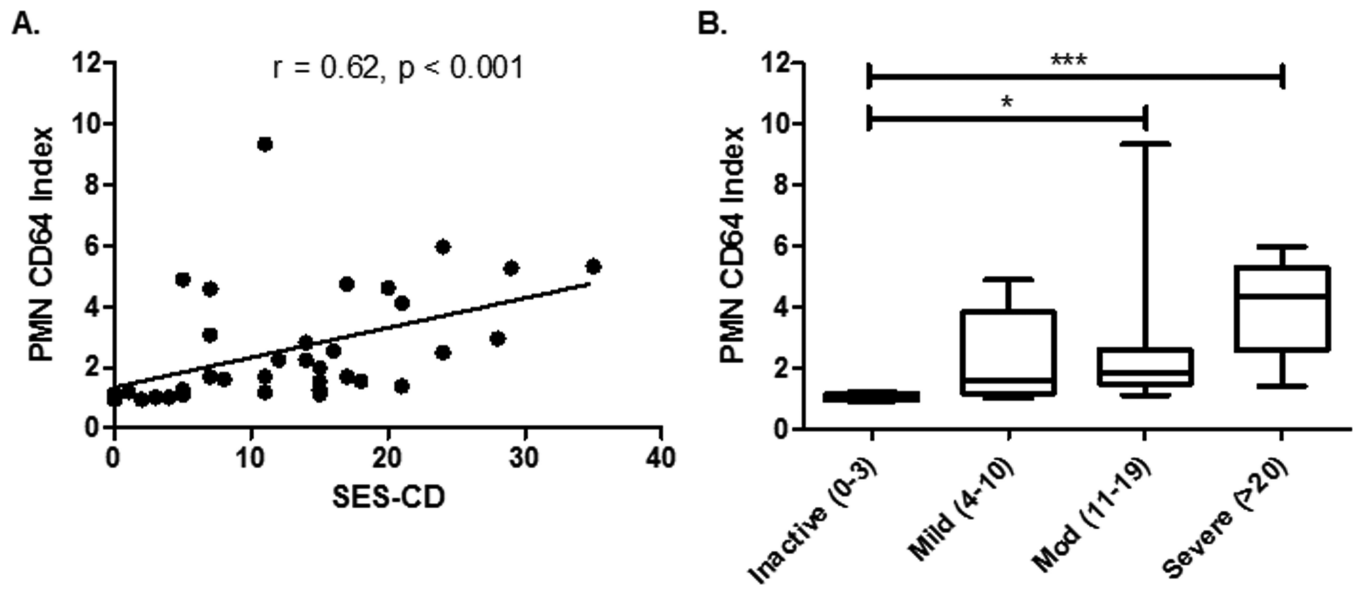 A.
r = 0.62, p < 0.001
PMN CD64 Index
12
10
8
6
4
2
0
0 10 20 30 40
SES-CD
B.
PMN CD64 Index
12
10
8
6
4
2
0
***
*
Inactive (0-3)
Mild (4-10)
Mod (11-19)
Severe (>20)